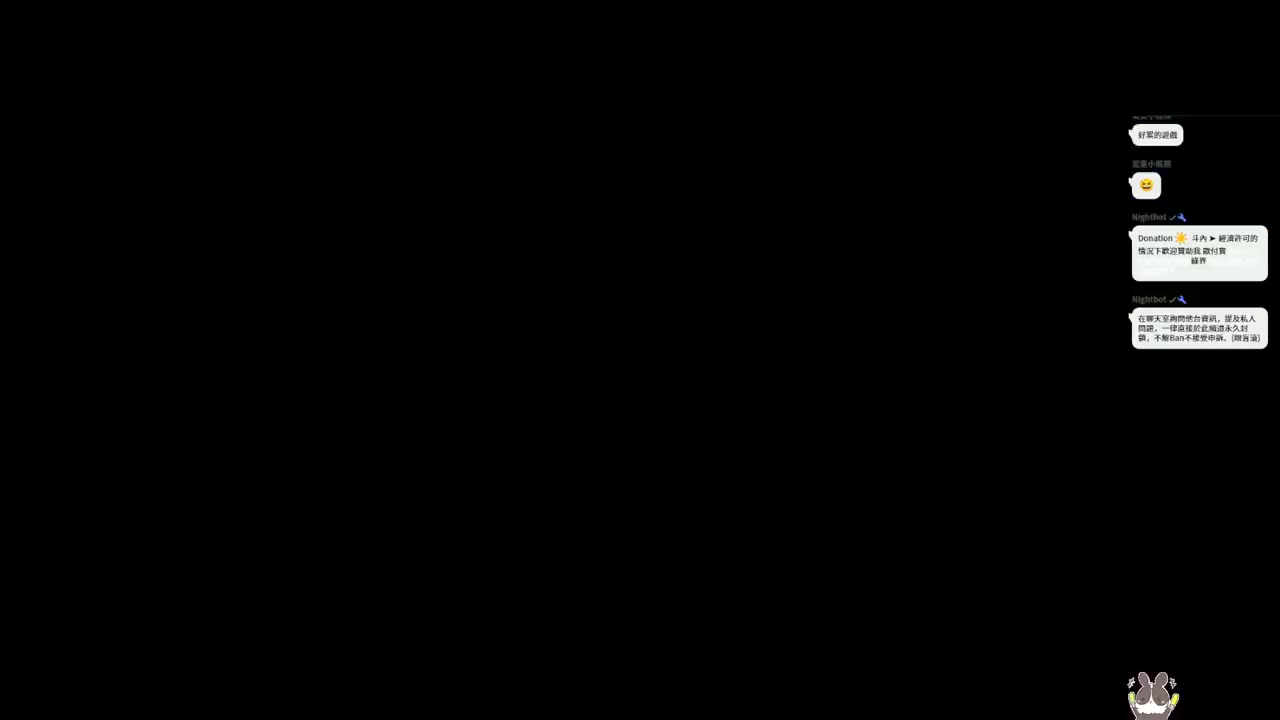 好累的遊戲
Nightbot
Donation ☀ 斗內 ➤ 經濟許可的
情況下歡迎贊助我 歐付寶
綠界
Nightbot
在聊天室詢問他台資訊，提及私人
問題，一律直接於此頻道永久封
鎖，不解Ban不接受申訴。(眼盲滾)